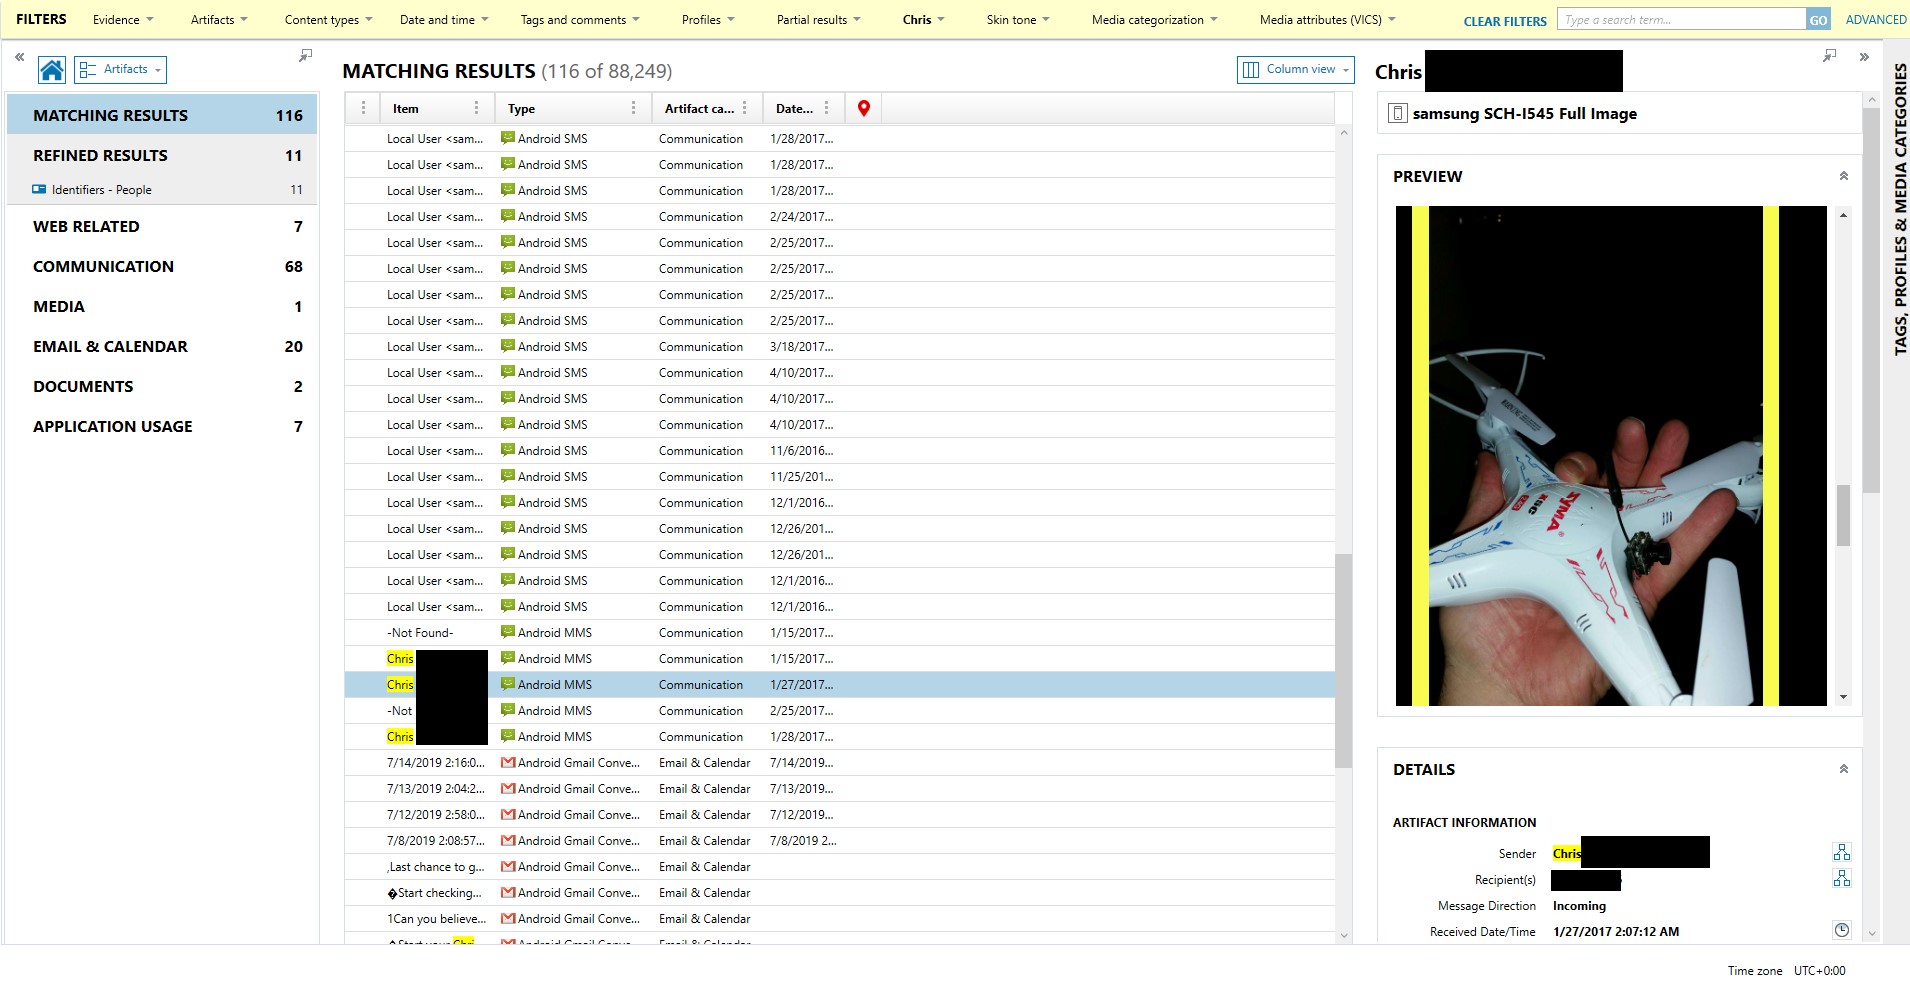 FILTERS Evidence Artifacts Content types Date and time Tags and comments Profiles Partial results Chris Skin tone Media categorization Media attributes (VICS) CLEAR FILTERS Type a search term... GO ADVANCED
Artifacts
MATCHING RESULTS 116
REFINED RESULTS 11
Identifiers - People 11
WEB RELATED 7
COMMUNICATION 68
MEDIA 1
EMAIL & CALENDAR 20
DOCUMENTS 2
APPLICATION USAGE 7
MATCHING RESULTS (116 of 88,249)
Column view
Item Type Artifact ca... Date...
Local User <sam... Android SMS Communication 1/28/2017...
Local User <sam... Android SMS Communication 1/28/2017...
Local User <sam... Android SMS Communication 1/28/2017...
Local User <sam... Android SMS Communication 2/24/2017...
Local User <sam... Android SMS Communication 2/25/2017...
Local User <sam... Android SMS Communication 2/25/2017...
Local User <sam... Android SMS Communication 2/25/2017...
Local User <sam... Android SMS Communication 2/25/2017...
Local User <sam... Android SMS Communication 3/18/2017...
Local User <sam... Android SMS Communication 4/10/2017...
Local User <sam... Android SMS Communication 4/10/2017...
Local User <sam... Android SMS Communication 4/10/2017...
Local User <sam... Android SMS Communication 11/6/2016...
Local User <sam... Android SMS Communication 11/25/201...
Local User <sam... Android SMS Communication 12/1/2016...
Local User <sam... Android SMS Communication 12/26/201...
Local User <sam... Android SMS Communication 12/26/201...
Local User <sam... Android SMS Communication 12/1/2016...
Local User <sam... Android SMS Communication 12/1/2016...
-Not Found- Android MMS Communication 1/15/2017...
Chris Android MMS Communication 1/15/2017...
Chris Android MMS Communication 1/27/2017...
-Not Android MMS Communication 2/25/2017...
Chris Android MMS Communication 1/28/2017...
7/14/2019 2:16:0... Android Gmail Conve... Email & Calendar 7/14/2019...
7/13/2019 2:04:2... Android Gmail Conve... Email & Calendar 7/13/2019...
7/12/2019 2:58:0... Android Gmail Conve... Email & Calendar 7/12/2019...
7/8/2019 2:08:57... Android Gmail Conve... Email & Calendar 7/8/2019 2...
,Last chance to g... Android Gmail Conve... Email & Calendar
�Start checking... Android Gmail Conve... Email & Calendar
1Can you believe... Android Gmail Conve... Email & Calendar
Chris
samsung SCH-I545 Full Image
PREVIEW
SYMA
X5C
DETAILS
ARTIFACT INFORMATION
Sender Chris
Recipient(s)
Message Direction Incoming
Received Date/Time 1/27/2017 2:07:12 AM
TAGS, PROFILES & MEDIA CATEGORIES
Time zone UTC+0:00